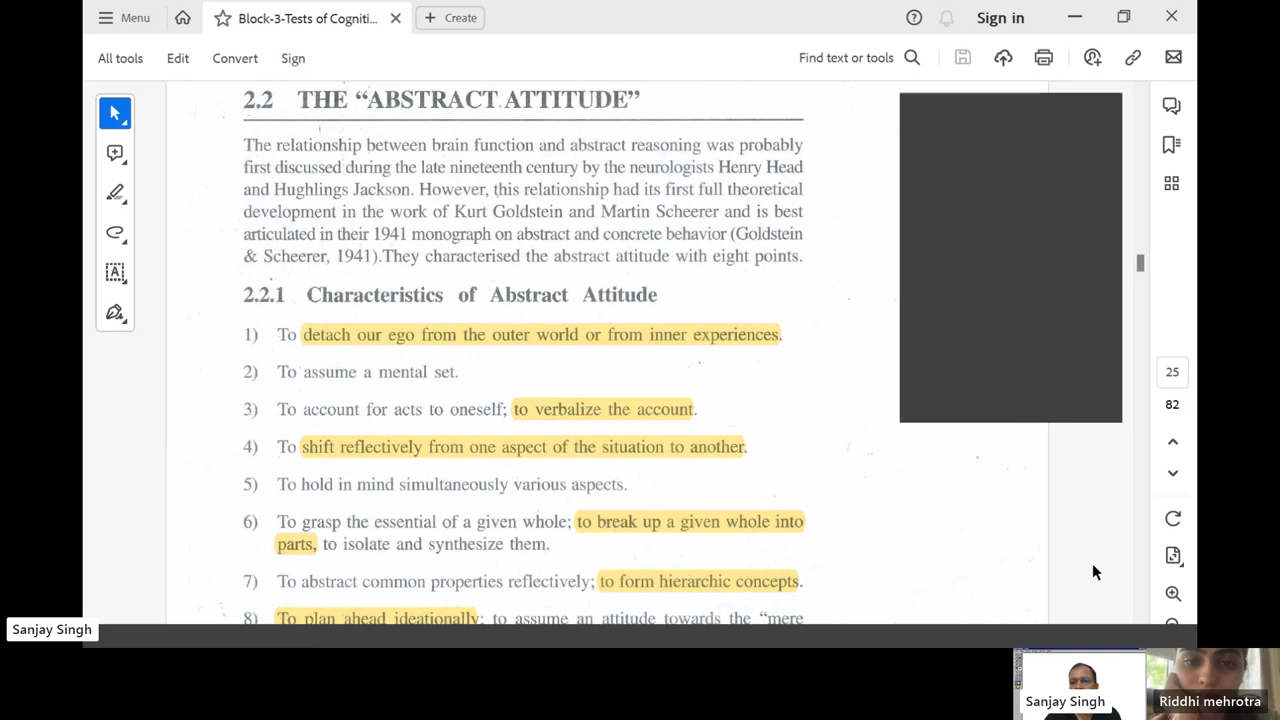 Menu
Block-3-Tests of Cogniti...
Create
Sign in
All tools
Edit
Convert
Sign
Find text or tools
2.2 THE “ABSTRACT ATTITUDE”
The relationship between brain function and abstract reasoning was probably
first discussed during the late nineteenth century by the neurologists Henry Head
and Hughlings Jackson. However, this relationship had its first full theoretical
development in the work of Kurt Goldstein and Martin Scheerer and is best
articulated in their 1941 monograph on abstract and concrete behavior (Goldstein
& Scheerer, 1941).They characterised the abstract attitude with eight points.
2.2.1 Characteristics of Abstract Attitude
1) To detach our ego from the outer world or from inner experiences.
2) To assume a mental set.
3) To account for acts to oneself; to verbalize the account.
4) To shift reflectively from one aspect of the situation to another.
5) To hold in mind simultaneously various aspects.
6) To grasp the essential of a given whole; to break up a given whole into
parts, to isolate and synthesize them.
7) To abstract common properties reflectively; to form hierarchic concepts.
8) To plan ahead ideationally; to assume an attitude towards the “mere
25
82
Sanjay Singh
Sanjay Singh
Riddhi mehrotra